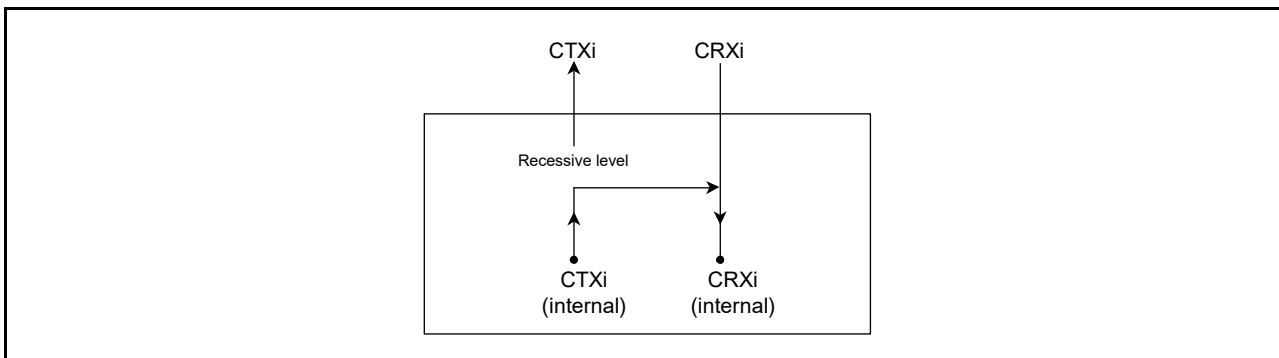 CTXi
CRXi
Recessive level
CTXi
(internal)
CRXi
(internal)